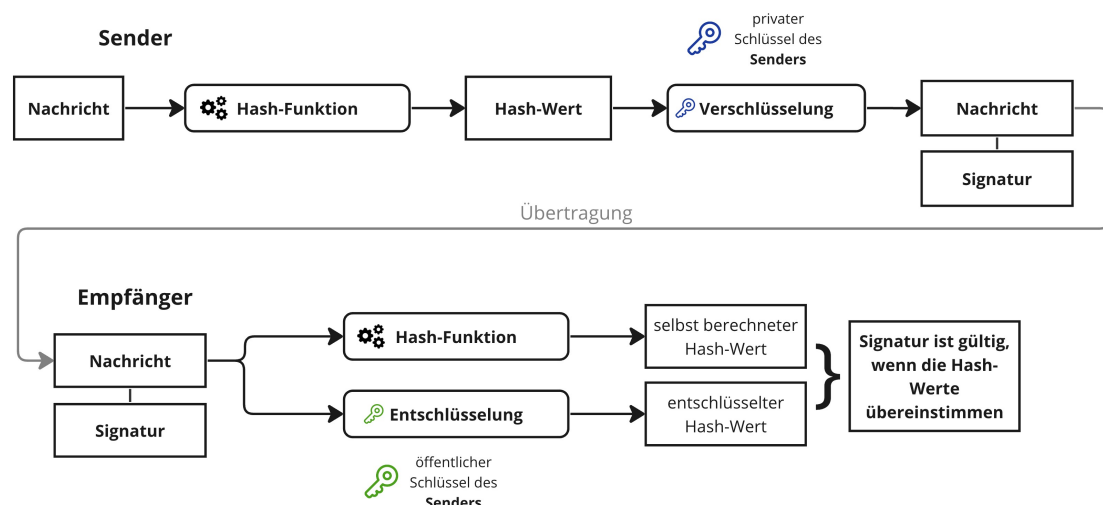 Sender
privater
Schlüssel des
Senders
Nachricht
Hash-Funktion
Hash-Wert
Verschlüsselung
Nachricht
Signatur
Übertragung
Empfänger
Nachricht
Signatur
Hash-Funktion
Entschlüsselung
öffentlicher
Schlüssel des
Senders
selbst berechneter
Hash-Wert
entschlüsselter
Hash-Wert
Signatur ist gültig,
wenn die Hash-
Werte
übereinstimmen